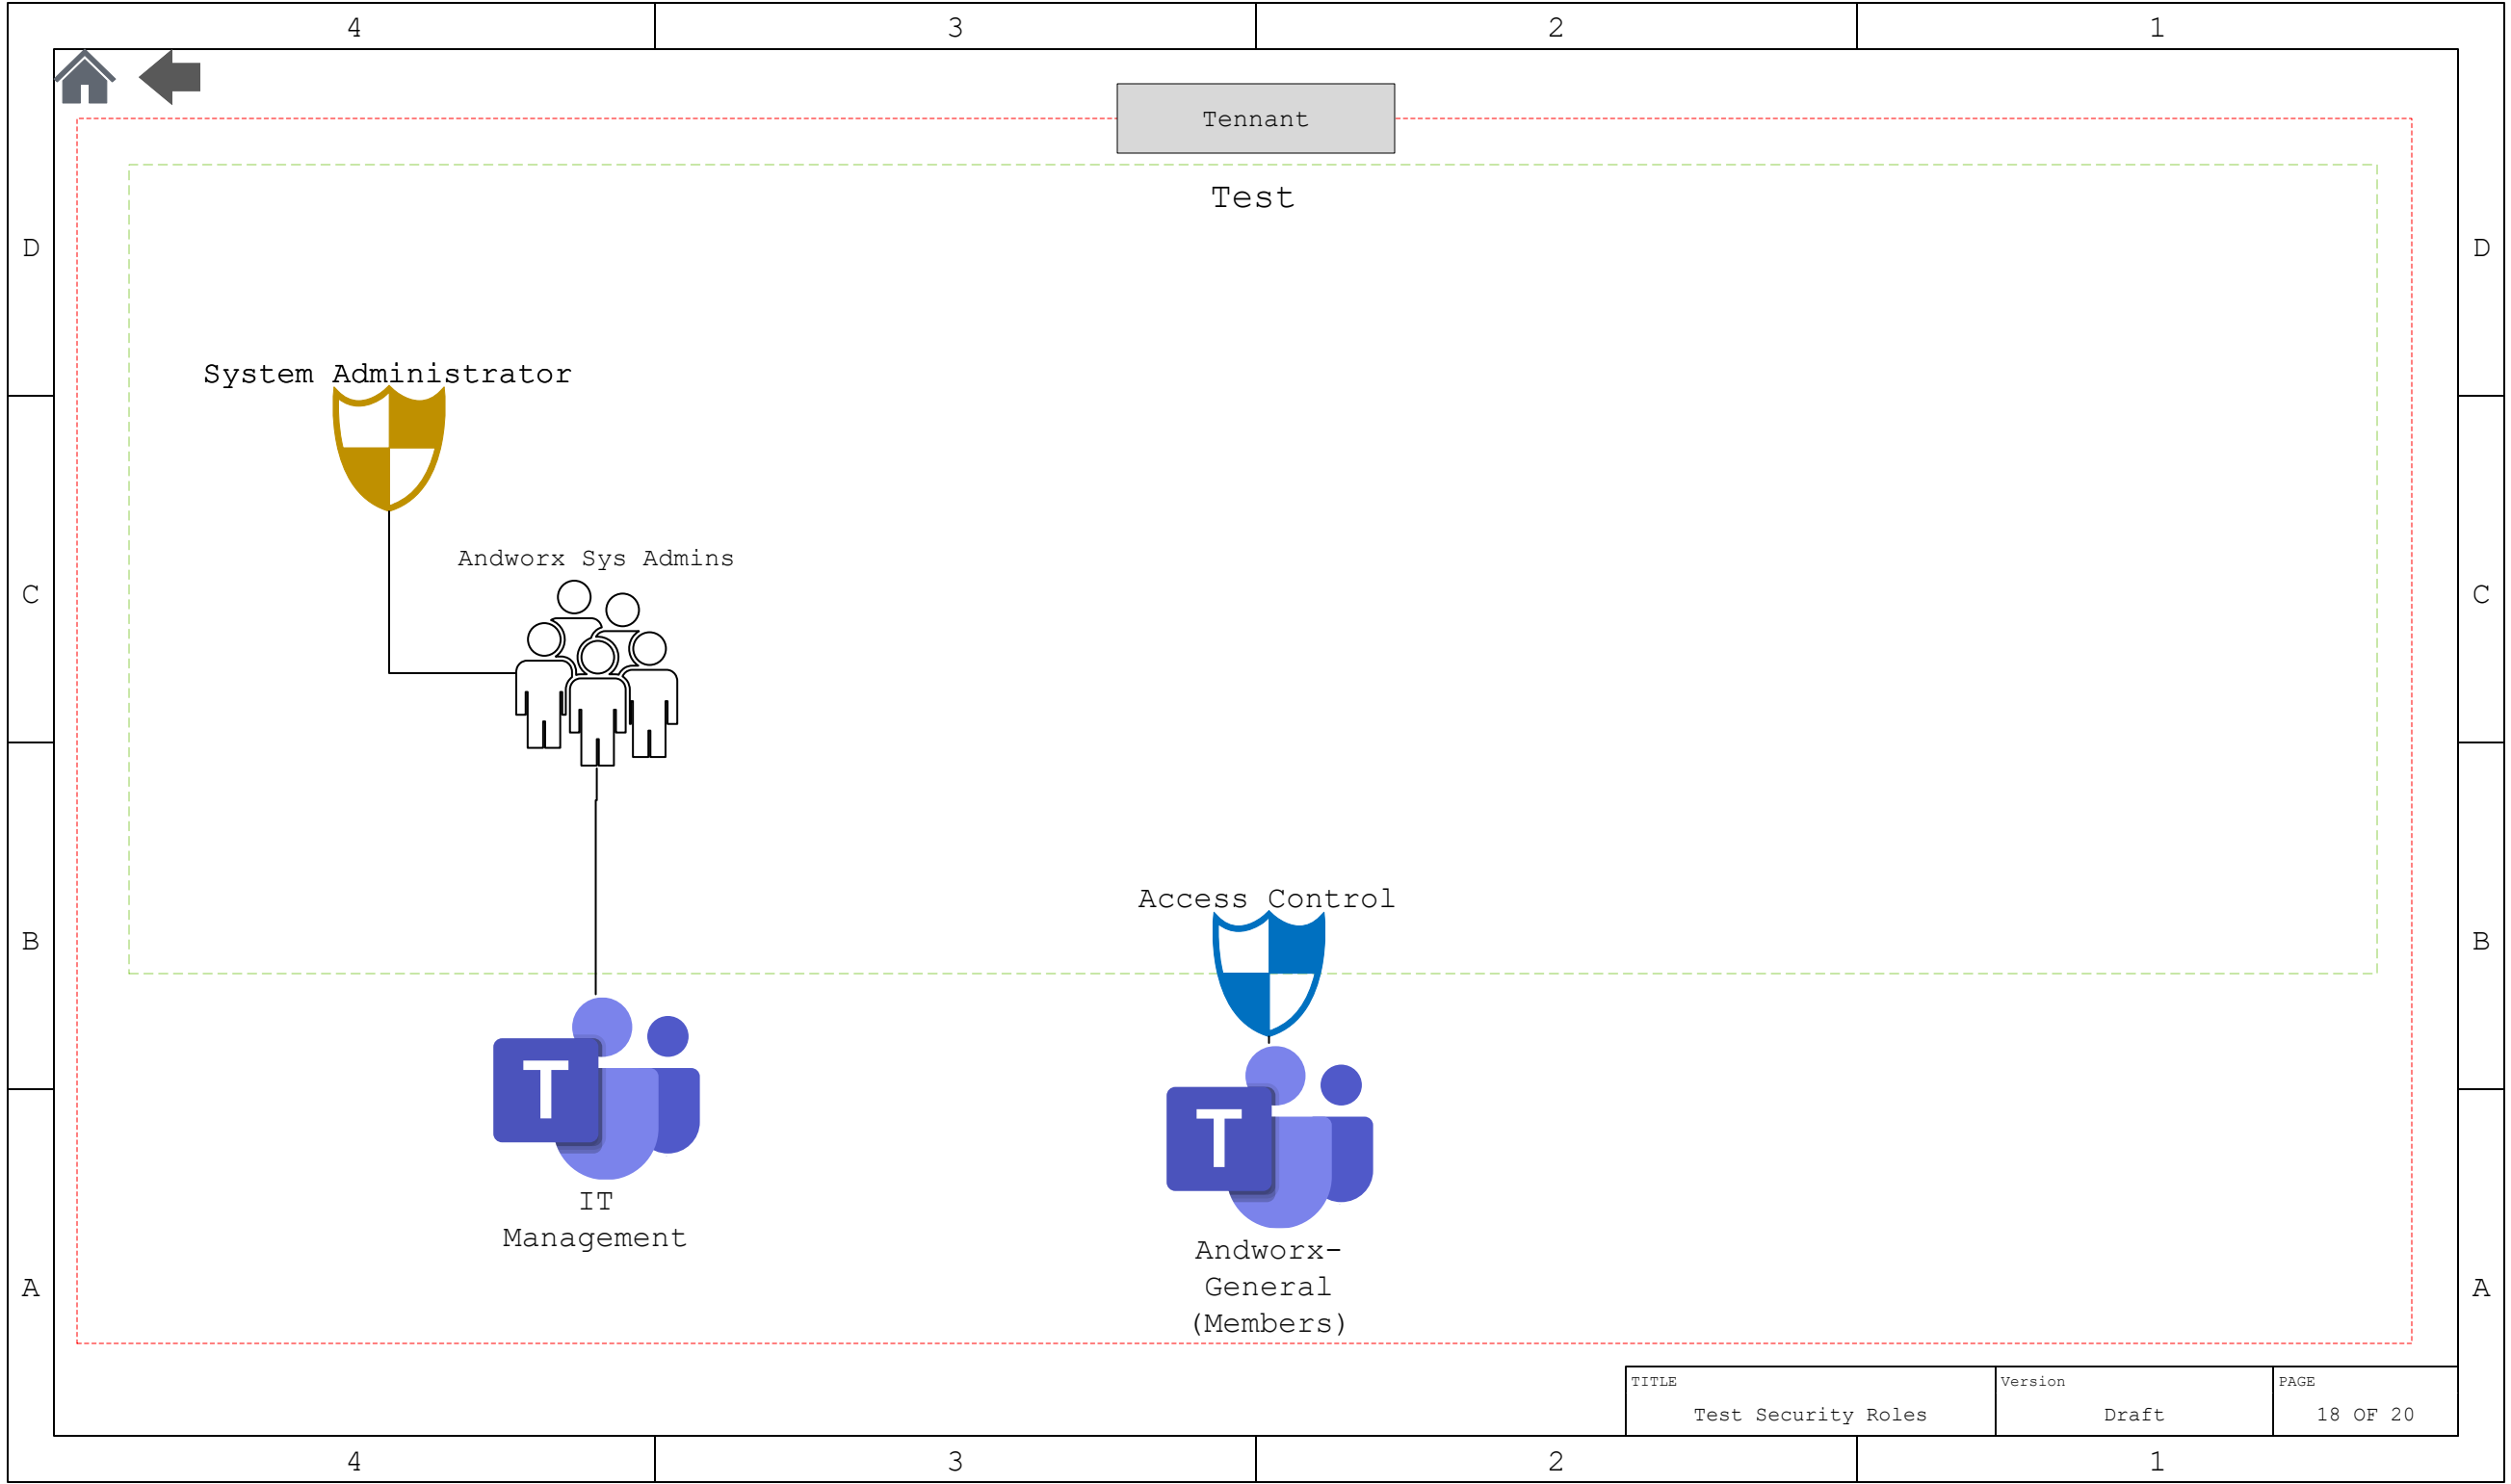 4 3 2 1
Tennant
Test
D D
System Administrator
Andworx Sys Admins
C C
Access Control
B B
T
T
IT
Management
Andworx-
General
(Members)
A A
TITLE Version PAGE
Test Security Roles Draft 18 OF 20
4 3 2 1